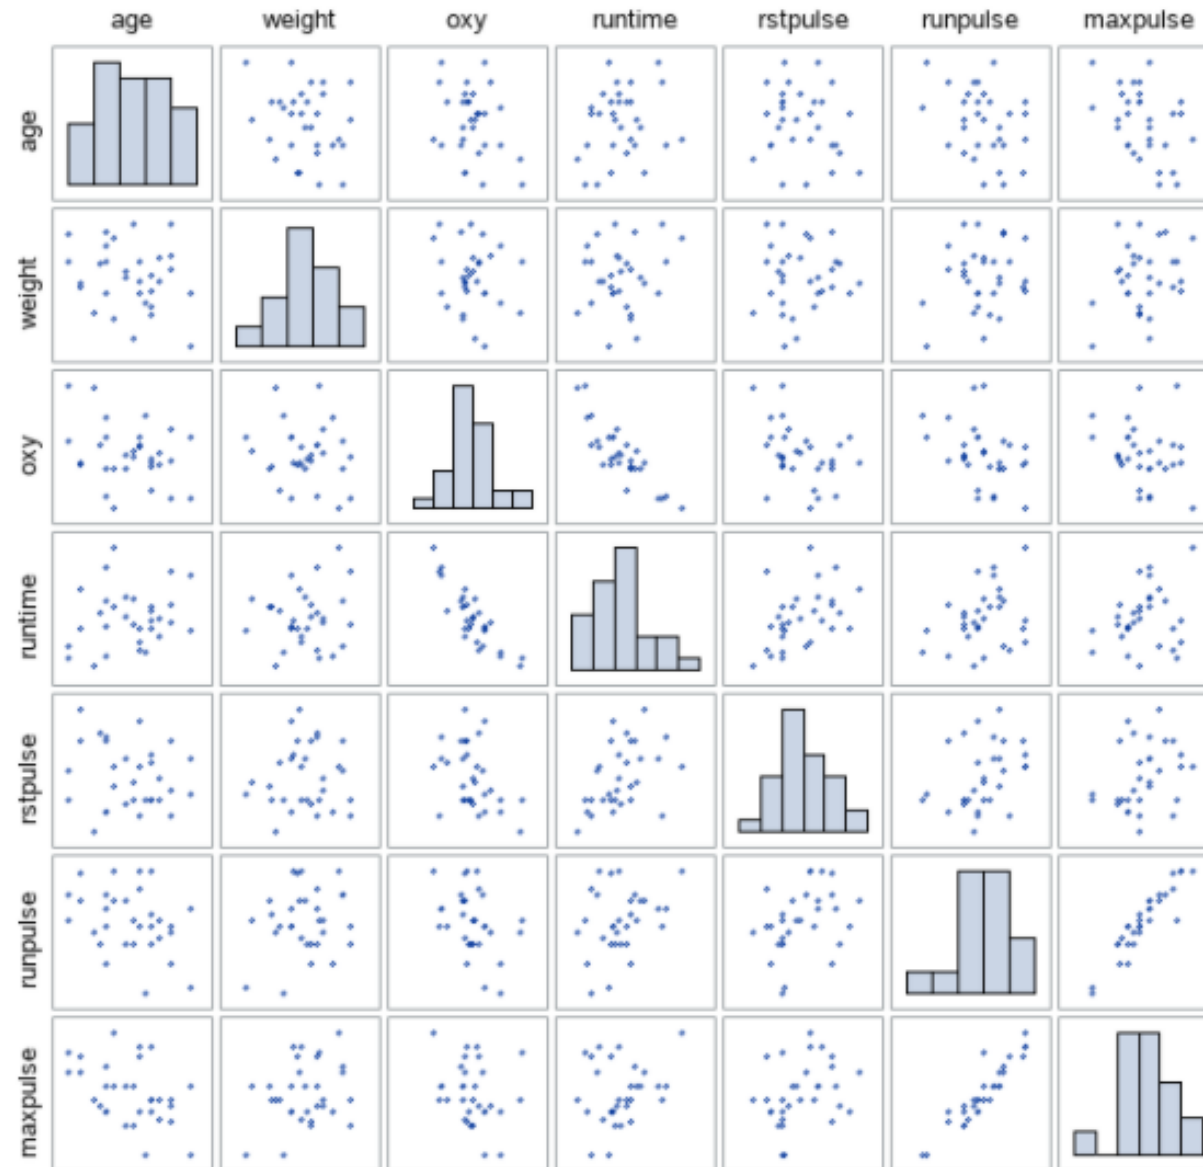 age weight oxy runtime rstpulse runpulse maxpulse
age
weight
oxy
runtime
rstpulse
runpulse
maxpulse